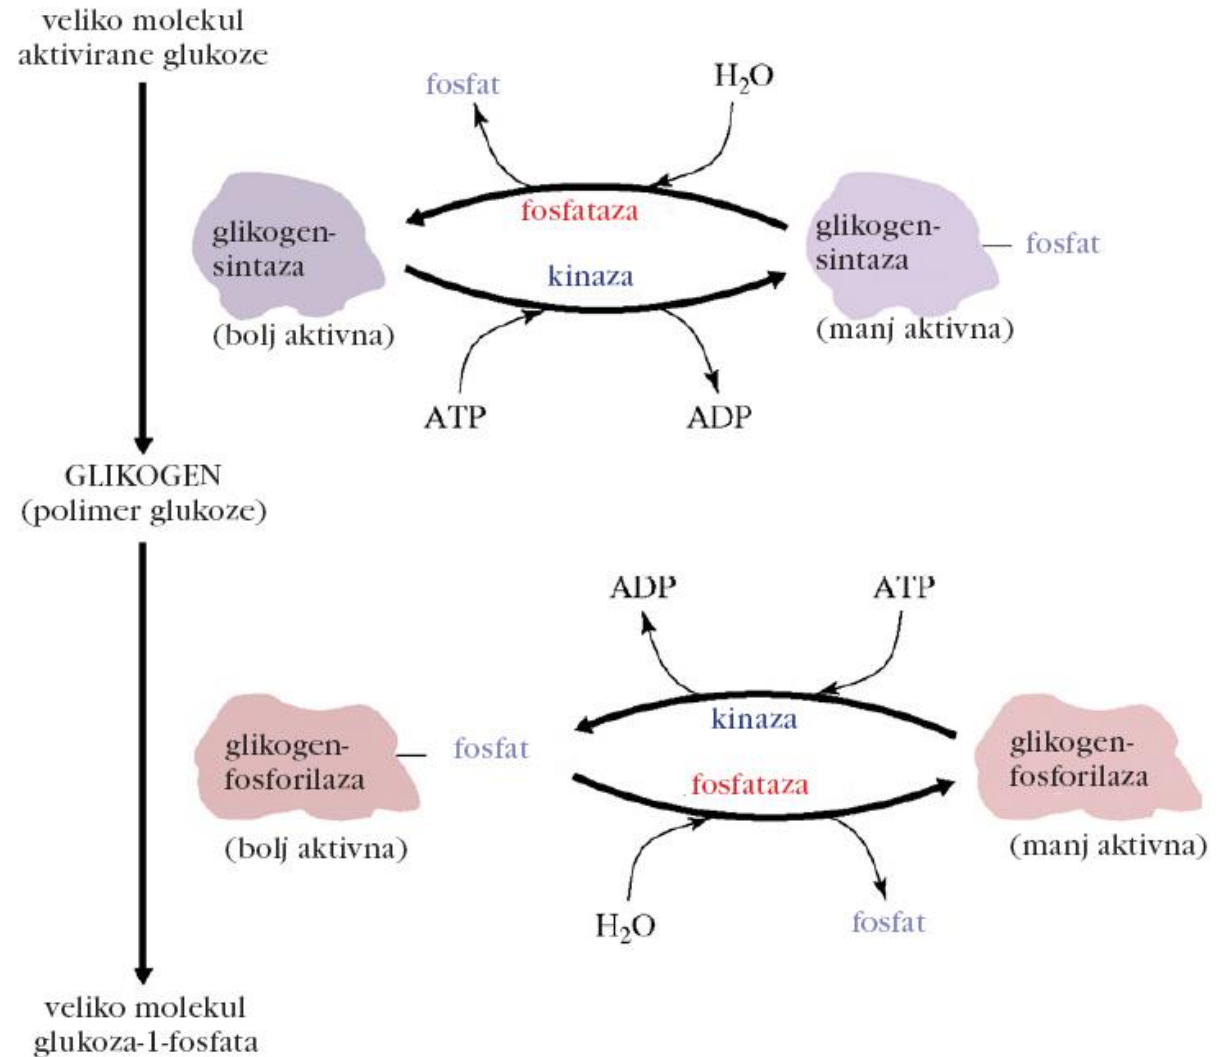 veliko molekul
aktivirane glukoze
fosfat
H₂O
fosfataza
glikogen-
sintaza
(bolj aktivna)
kinaza
glikogen-
sintaza
fosfat
(manj aktivna)
ATP
ADP
GLIKOGEN
(polimer glukoze)
ADP
ATP
kinaza
glikogen-
fosforilaza
fosfat
(bolj aktivna)
fosfataza
glikogen-
fosforilaza
(manj aktivna)
H₂O
fosfat
veliko molekul
glukoza-1-fosfata